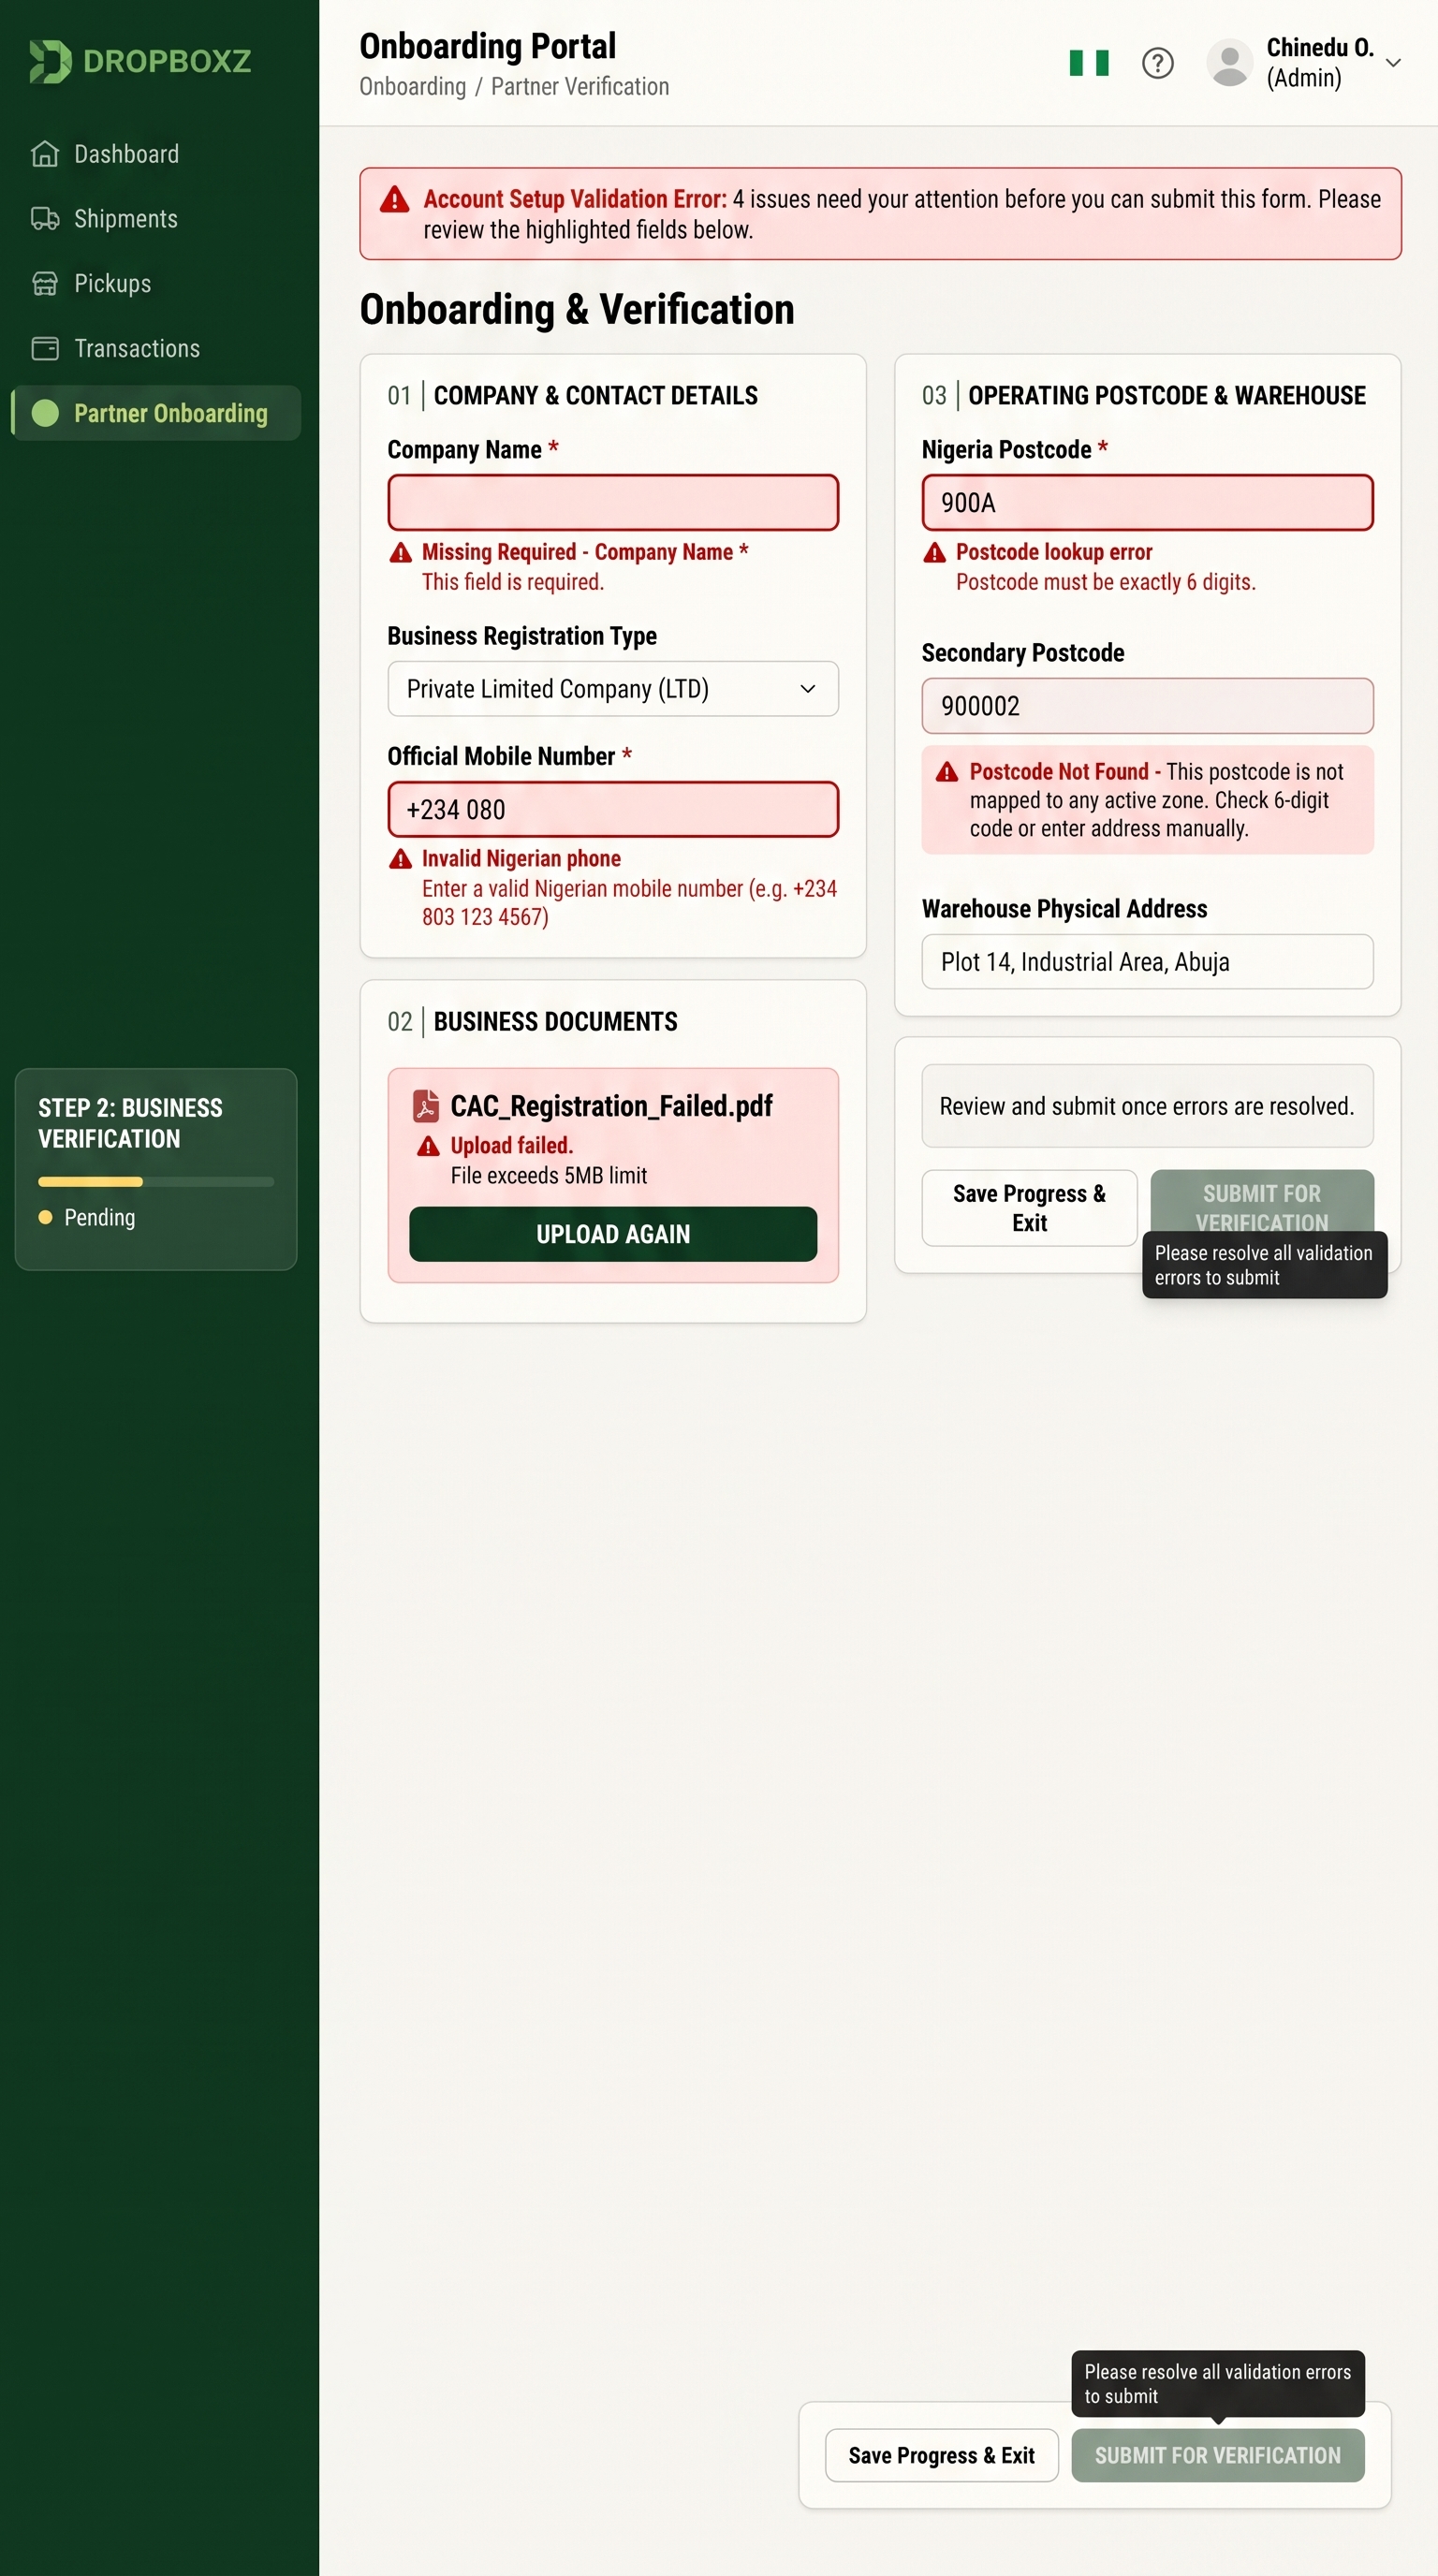 DROPBOXZ
Dashboard
Shipments
Pickups
Transactions
Partner Onboarding
STEP 2: BUSINESS
VERIFICATION
Pending
Onboarding Portal
Onboarding / Partner Verification
Chinedu O.
(Admin)
Account Setup Validation Error: 4 issues need your attention before you can submit this form. Please
review the highlighted fields below.
Onboarding & Verification
01 | COMPANY & CONTACT DETAILS
Company Name *
Missing Required - Company Name *
This field is required.
Business Registration Type
Private Limited Company (LTD)
Official Mobile Number *
+234 080
Invalid Nigerian phone
Enter a valid Nigerian mobile number (e.g. +234
803 123 4567)
02 | BUSINESS DOCUMENTS
CAC_Registration_Failed.pdf
Upload failed.
File exceeds 5MB limit
UPLOAD AGAIN
03 | OPERATING POSTCODE & WAREHOUSE
Nigeria Postcode *
900A
Postcode lookup error
Postcode must be exactly 6 digits.
Secondary Postcode
900002
Postcode Not Found - This postcode is not
mapped to any active zone. Check 6-digit
code or enter address manually.
Warehouse Physical Address
Plot 14, Industrial Area, Abuja
Review and submit once errors are resolved.
Save Progress &
Exit
SUBMIT FOR
VERIFICATION
Please resolve all validation
errors to submit
Please resolve all validation errors
to submit
Save Progress & Exit
SUBMIT FOR VERIFICATION